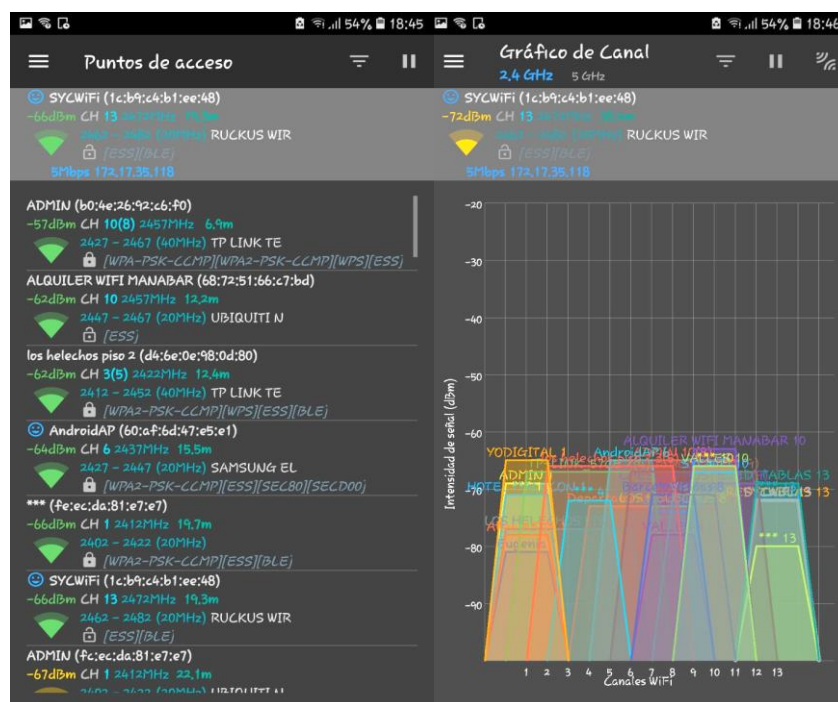 54% 18:45
Puntos de acceso
SYCWiFi (1c:b9:c4:b1:ee:48)
-66dBm CH 13 2472MHz
2462 - 2482 (20MHz) RUCKUS WIR
[ESS][BLE]
5Mbps 172.17.35.118
ADMIN (b0:4e:26:92:c6:f0)
-57dBm CH 10(8) 2457MHz 6,9m
2427 - 2467 (40MHz) TP LINK TE
[WPA-PSK-CCMP][WPA2-PSK-CCMP][WPS][ESS]
ALQUILER WIFI MANABAR (68:72:51:66:c7:bd)
-62dBm CH 10 2457MHz 12,2m
2447 - 2467 (20MHz) UBIQUITI N
[ESS]
los helechos piso 2 (d4:6e:0e:98:0d:80)
-62dBm CH 3(5) 2422MHz 12,4m
2412 - 2452 (40MHz) TP LINK TE
[WPA2-PSK-CCMP][WPS][ESS][BLE]
AndroidAP (60:af:6d:47:e5:e1)
-64dBm CH 6 2437MHz 15,5m
2427 - 2447 (20MHz) SAMSUNG EL
[WPA2-PSK-CCMP][ESS][SEC80][SECD00]
*** (fe:ec:da:81:e7:e7)
-66dBm CH 1 2412MHz 19,7m
2402 - 2422 (20MHz)
[WPA2-PSK-CCMP][ESS][BLE]
SYCWiFi (1c:b9:c4:b1:ee:48)
-66dBm CH 13 2472MHz 19,3m
2462 - 2482 (20MHz) RUCKUS WIR
[ESS][BLE]
ADMIN (fc:ec:da:81:e7:e7)
-67dBm CH 1 2412MHz 22,1m
2402 - 2422 (20MHz) UBIQUITI N
54% 18:46
Gráfico de Canal
2,4 GHz 5 GHz
SYCWiFi (1c:b9:c4:b1:ee:48)
-72dBm CH 13
RUCKUS WIR
[ESS][BLE]
5Mbps 172.17.35.118
Intensidad de señal (dBm)
-20
-30
-40
-60
-70
-80
-90
ALQUILER WIFI MANABAR 10
YODIGITAL 1
AndroidAP 6
ADMIN
*** 13
1 2 3 4 5 6 7 8 9 10 11 12 13
Canales WiFi